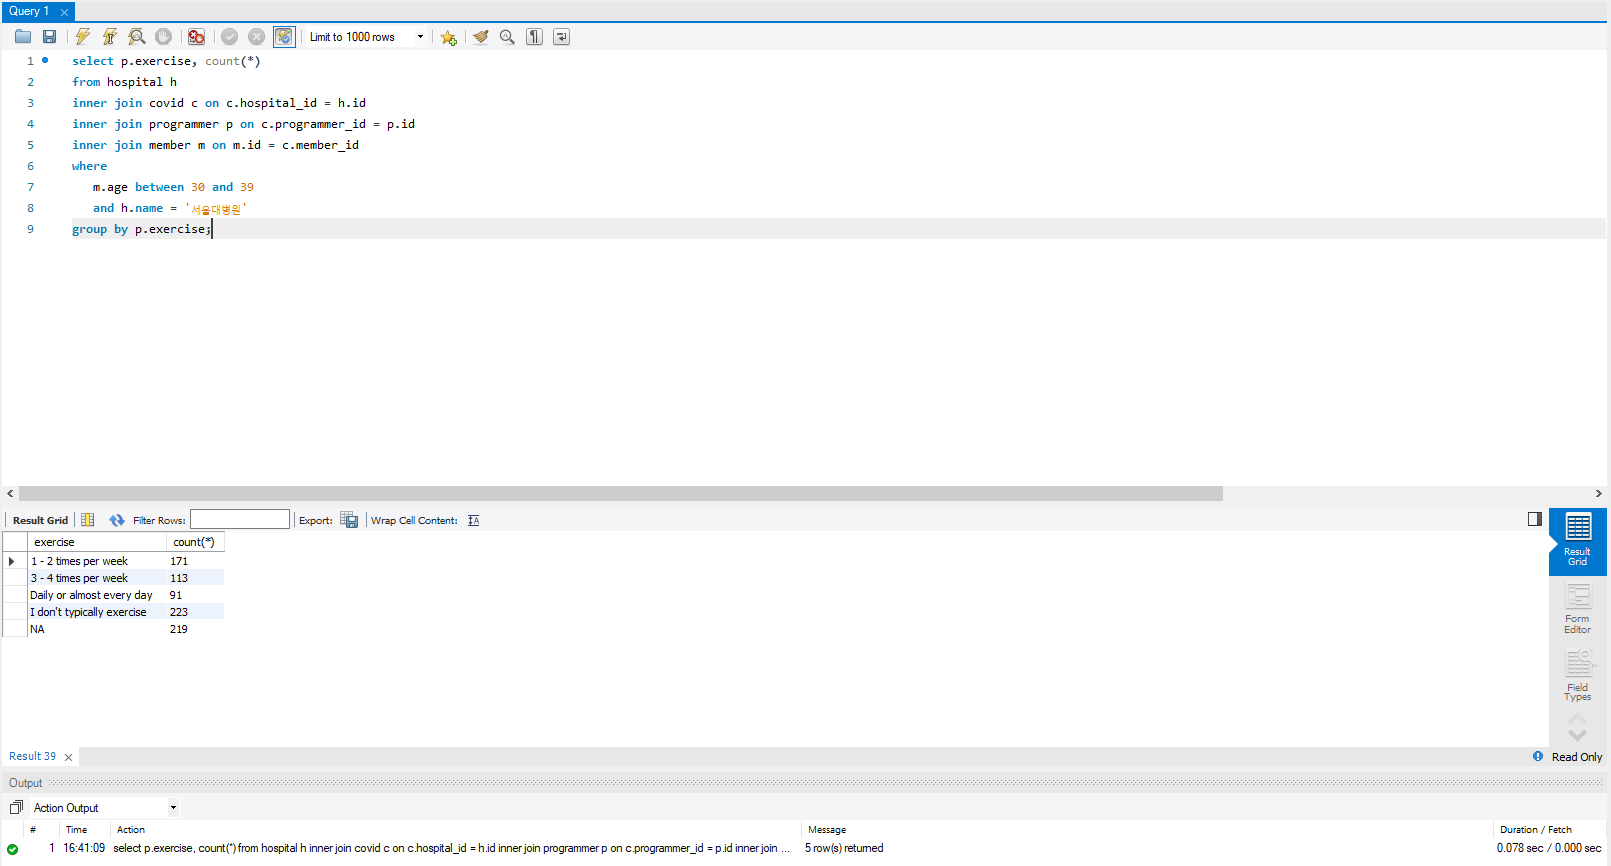 Query 1
Limit to 1000 rows
1 select p.exercise, count(*)
2 from hospital h
3 inner join covid c on c.hospital_id = h.id
4 inner join programmer p on c.programmer_id = p.id
5 inner join member m on m.id = c.member_id
6 where
7 m.age between 30 and 39
8 and h.name = '서울대병원'
9 group by p.exercise;
Result Grid Filter Rows: Export: Wrap Cell Content:
exercise count(*)
1 - 2 times per week 171
3 - 4 times per week 113
Daily or almost every day 91
I don't typically exercise 223
NA 219
Result
Grid
Form
Editor
Field
Types
Result 39 Read Only
Output
Action Output
# Time Action Message Duration / Fetch
1 16:41:09 select p.exercise, count(*) from hospital h inner join covid c on c.hospital_id = h.id inner join programmer p on c.programmer_id = p.id inner join ... 5 row(s) returned 0.078 sec / 0.000 sec